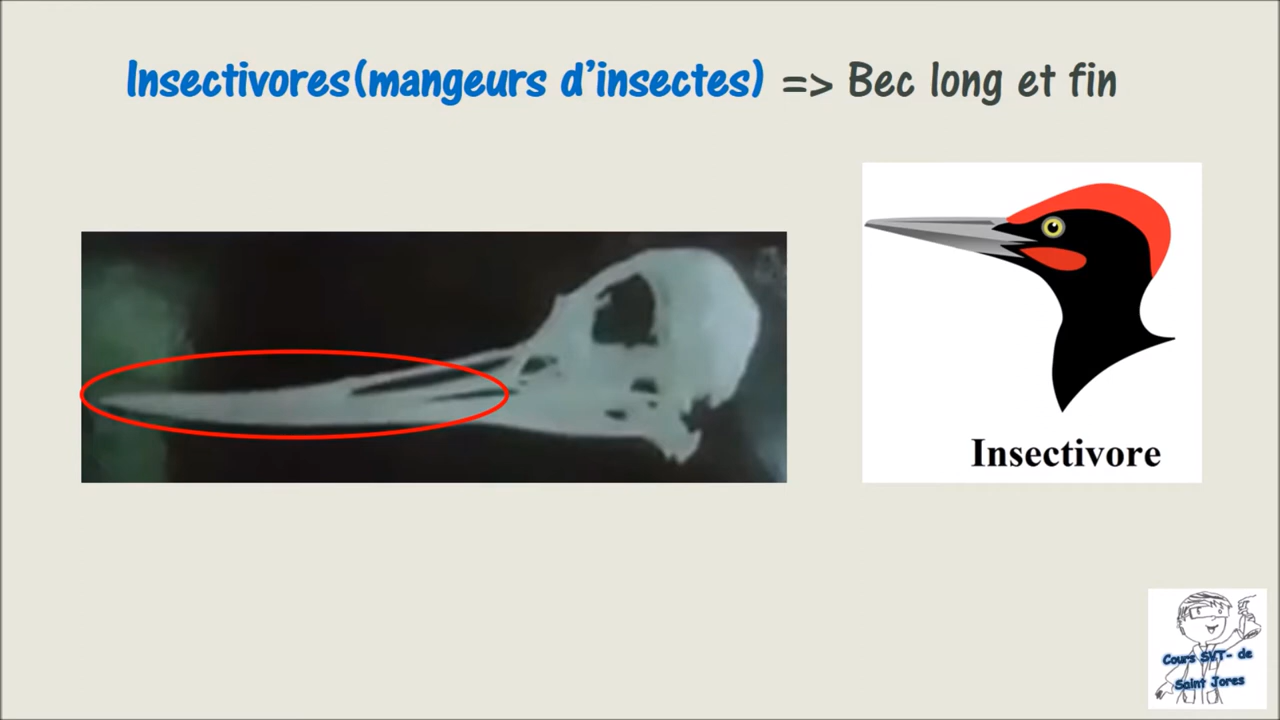 Insectivores(mangeurs d'insectes) => Bec long et fin
Insectivore
Cours SVT- de
Saint Jores